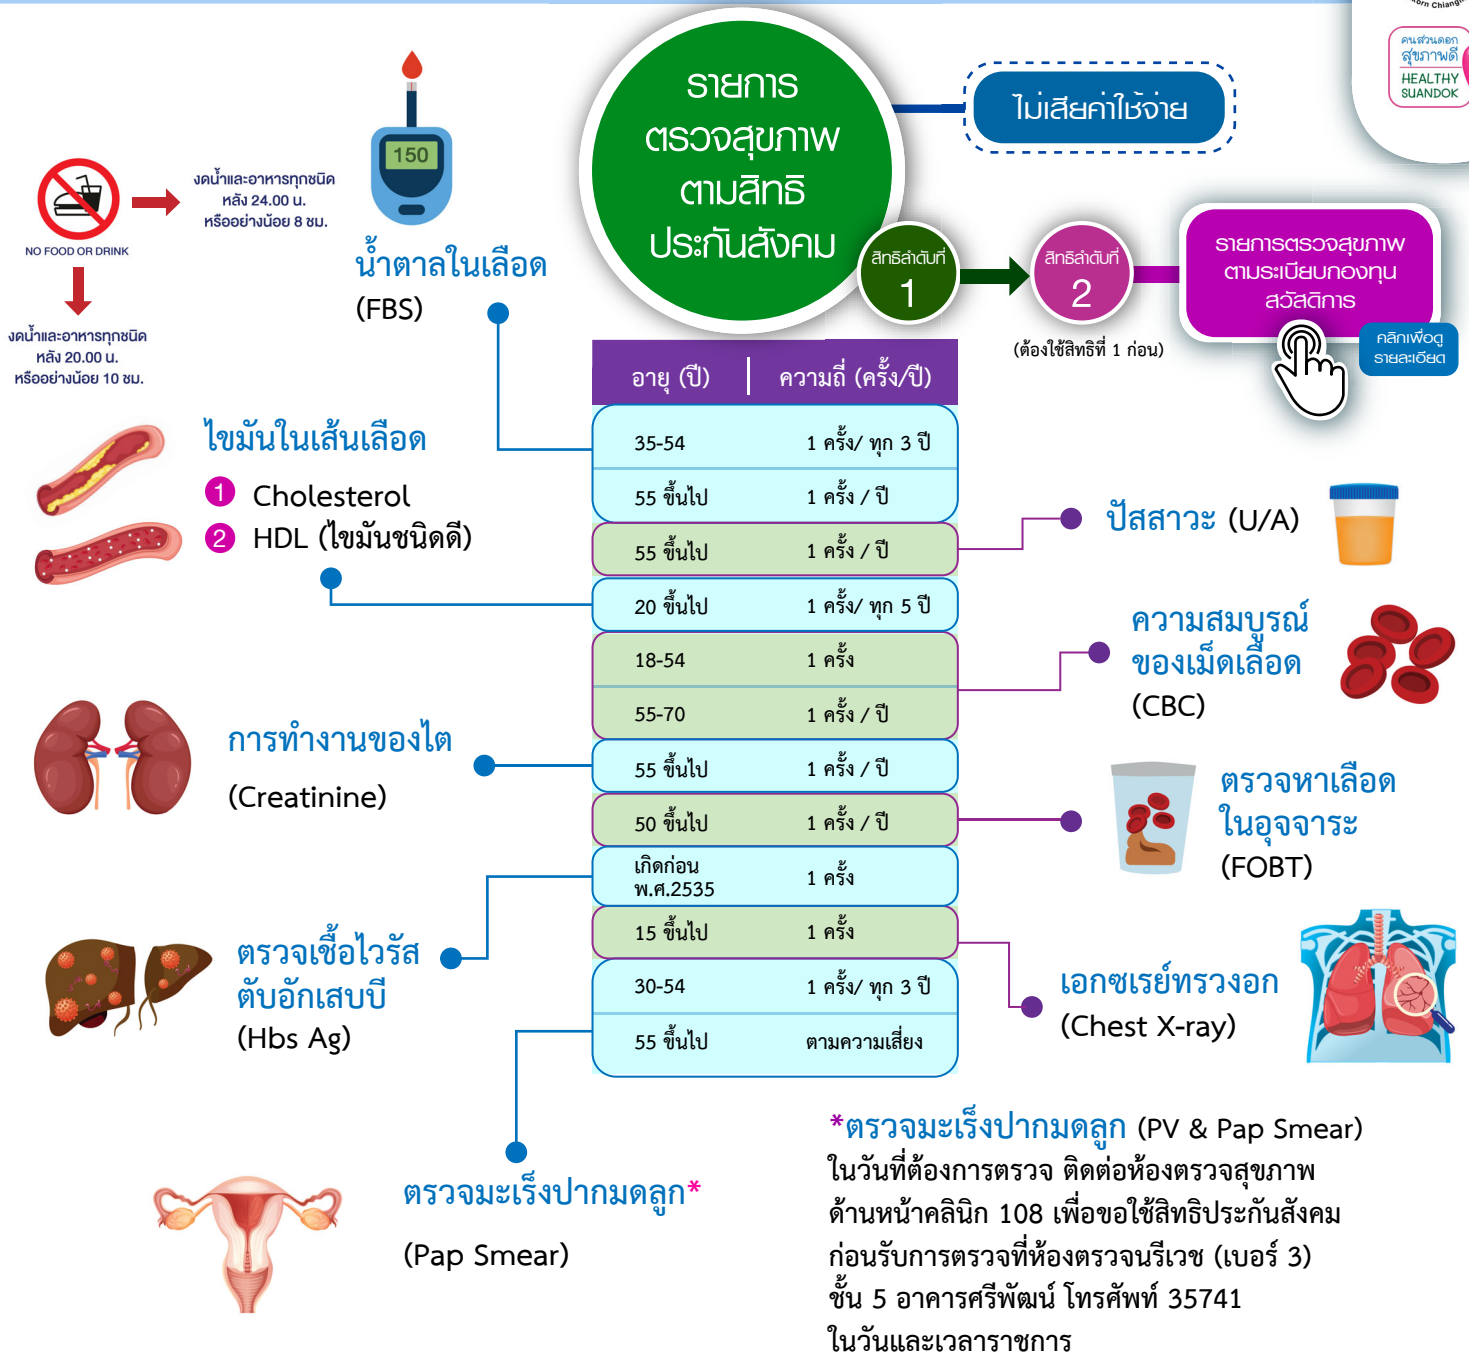 orn Chiang
คนสวนดอก
สุขภาพดี
HEALTHY
SUANDOK
รายการ
ตรวจสุขภาพ
ตามสิทธิ
ประกันสังคม
ไม่เสียค่าใช้จ่าย
150
NO FOOD OR DRINK
งดน้ำและอาหารทุกชนิด
หลัง 24.00 น.
หรืออย่างน้อย 8 ชม.
งดน้ำและอาหารทุกชนิด
หลัง 20.00 น.
หรืออย่างน้อย 10 ชม.
สิทธิลำดับที่
1
สิทธิลำดับที่
2
(ต้องใช้สิทธิที่ 1 ก่อน)
รายการตรวจสุขภาพ
ตามระเบียบกองทุน
สวัสดิการ
คลิกเพื่อดู
รายละเอียด
น้ำตาลในเลือด
(FBS)
ไขมันในเส้นเลือด
1 Cholesterol
2 HDL (ไขมันชนิดดี)
การทำงานของไต
(Creatinine)
ตรวจเชื้อไวรัส
ตับอักเสบบี
(Hbs Ag)
ตรวจมะเร็งปากมดลูก*
(Pap Smear)
อายุ (ปี) ความถี่ (ครั้ง/ปี)
35-54 1 ครั้ง/ ทุก 3 ปี
55 ขึ้นไป 1 ครั้ง / ปี
55 ขึ้นไป 1 ครั้ง / ปี
20 ขึ้นไป 1 ครั้ง/ ทุก 5 ปี
18-54 1 ครั้ง
55-70 1 ครั้ง / ปี
55 ขึ้นไป 1 ครั้ง / ปี
50 ขึ้นไป 1 ครั้ง / ปี
เกิดก่อน
พ.ศ.2535 1 ครั้ง
15 ขึ้นไป 1 ครั้ง
30-54 1 ครั้ง/ ทุก 3 ปี
55 ขึ้นไป ตามความเสี่ยง
ปัสสาวะ (U/A)
ความสมบูรณ์
ของเม็ดเลือด
(CBC)
ตรวจหาเลือด
ในอุจจาระ
(FOBT)
เอกซเรย์ทรวงอก
(Chest X-ray)
*ตรวจมะเร็งปากมดลูก (PV & Pap Smear)
ในวันที่ต้องการตรวจ ติดต่อห้องตรวจสุขภาพ
ด้านหน้าคลินิก 108 เพื่อขอใช้สิทธิประกันสังคม
ก่อนรับการตรวจที่ห้องตรวจนรีเวช (เบอร์ 3)
ชั้น 5 อาคารศรีพัฒน์ โทรศัพท์ 35741
ในวันและเวลาราชการ